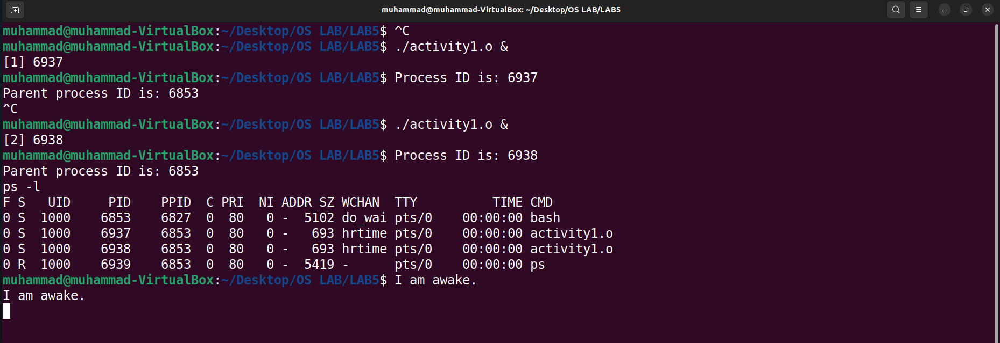 muhammad@muhammad-VirtualBox: ~/Desktop/OS LAB/LAB5
muhammad@muhammad-VirtualBox:~/Desktop/OS LAB/LAB5$ ^C
muhammad@muhammad-VirtualBox:~/Desktop/OS LAB/LAB5$ ./activity1.o &
[1] 6937
muhammad@muhammad-VirtualBox:~/Desktop/OS LAB/LAB5$ Process ID is: 6937
Parent process ID is: 6853
^C
muhammad@muhammad-VirtualBox:~/Desktop/OS LAB/LAB5$ ./activity1.o &
[2] 6938
muhammad@muhammad-VirtualBox:~/Desktop/OS LAB/LAB5$ Process ID is: 6938
Parent process ID is: 6853
ps -l
F S   UID     PID    PPID  C PRI  NI ADDR SZ WCHAN  TTY          TIME CMD
0 S  1000    6853    6827  0  80   0 -  5102 do_wai pts/0    00:00:00 bash
0 S  1000    6937    6853  0  80   0 -   693 hrtime pts/0    00:00:00 activity1.o
0 S  1000    6938    6853  0  80   0 -   693 hrtime pts/0    00:00:00 activity1.o
0 R  1000    6939    6853  0  80   0 -  5419 -      pts/0    00:00:00 ps
muhammad@muhammad-VirtualBox:~/Desktop/OS LAB/LAB5$ I am awake.
I am awake.